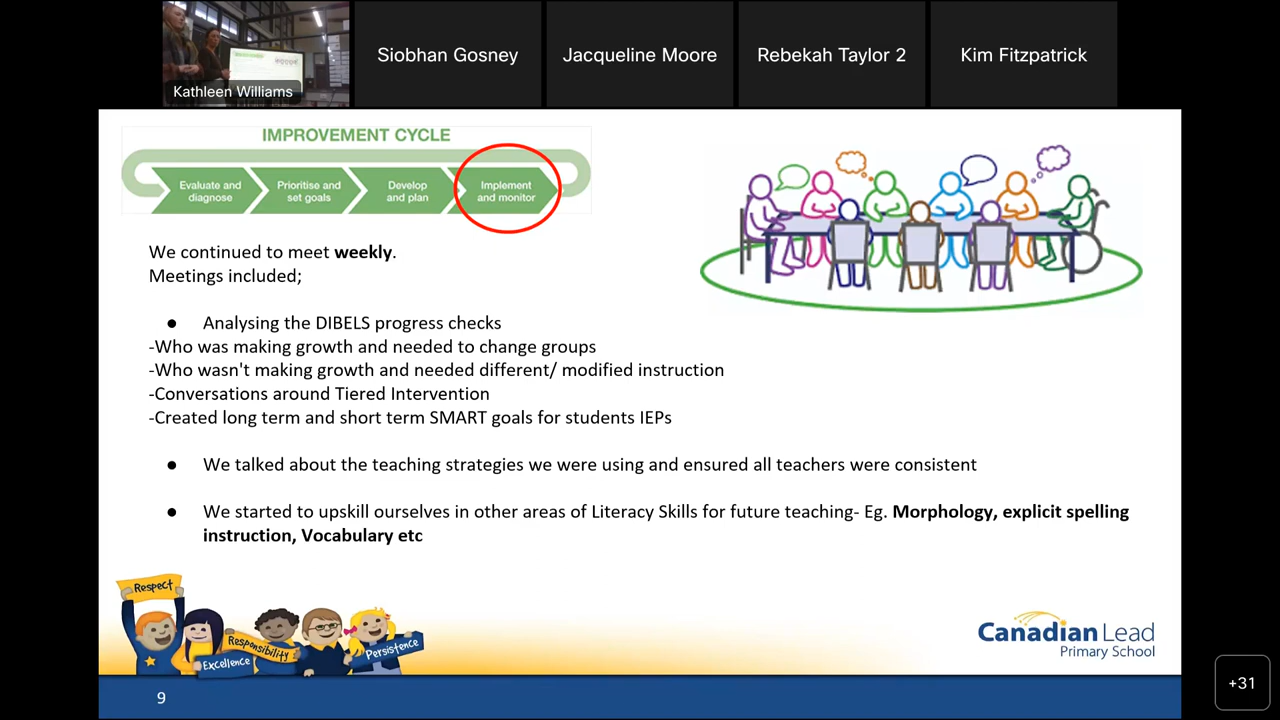 Kathleen Williams
Siobhan Gosney
Jacqueline Moore
Rebekah Taylor 2
Kim Fitzpatrick
IMPROVEMENT CYCLE
Evaluate and
diagnose
Prioritise and
set goals
Develop
and plan
Implement
and monitor
We continued to meet weekly.
Meetings included;
● Analysing the DIBELS progress checks
-Who was making growth and needed to change groups
-Who wasn't making growth and needed different/ modified instruction
-Conversations around Tiered Intervention
-Created long term and short term SMART goals for students IEPs
● We talked about the teaching strategies we were using and ensured all teachers were consistent
● We started to upskill ourselves in other areas of Literacy Skills for future teaching- Eg. Morphology, explicit spelling
instruction, Vocabulary etc
Respect
Responsibility
Excellence
Persistence
Canadian Lead
Primary School
9
+31